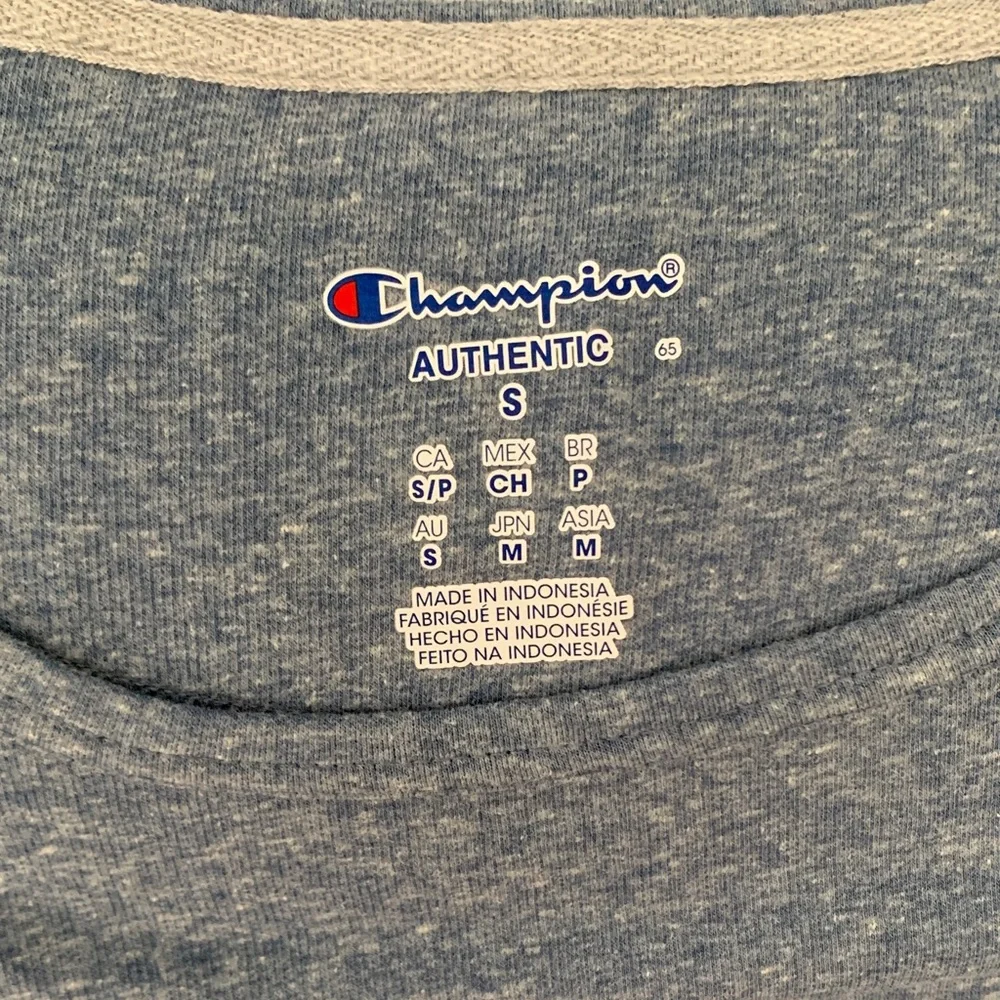 Champion®
AUTHENTIC 65
S
CA MEX BR
S/P CH P
AU JPN ASIA
S M M
MADE IN INDONESIA
FABRIQUÉ EN INDONÉSIE
HECHO EN INDONESIA
FEITO NA INDONESIA